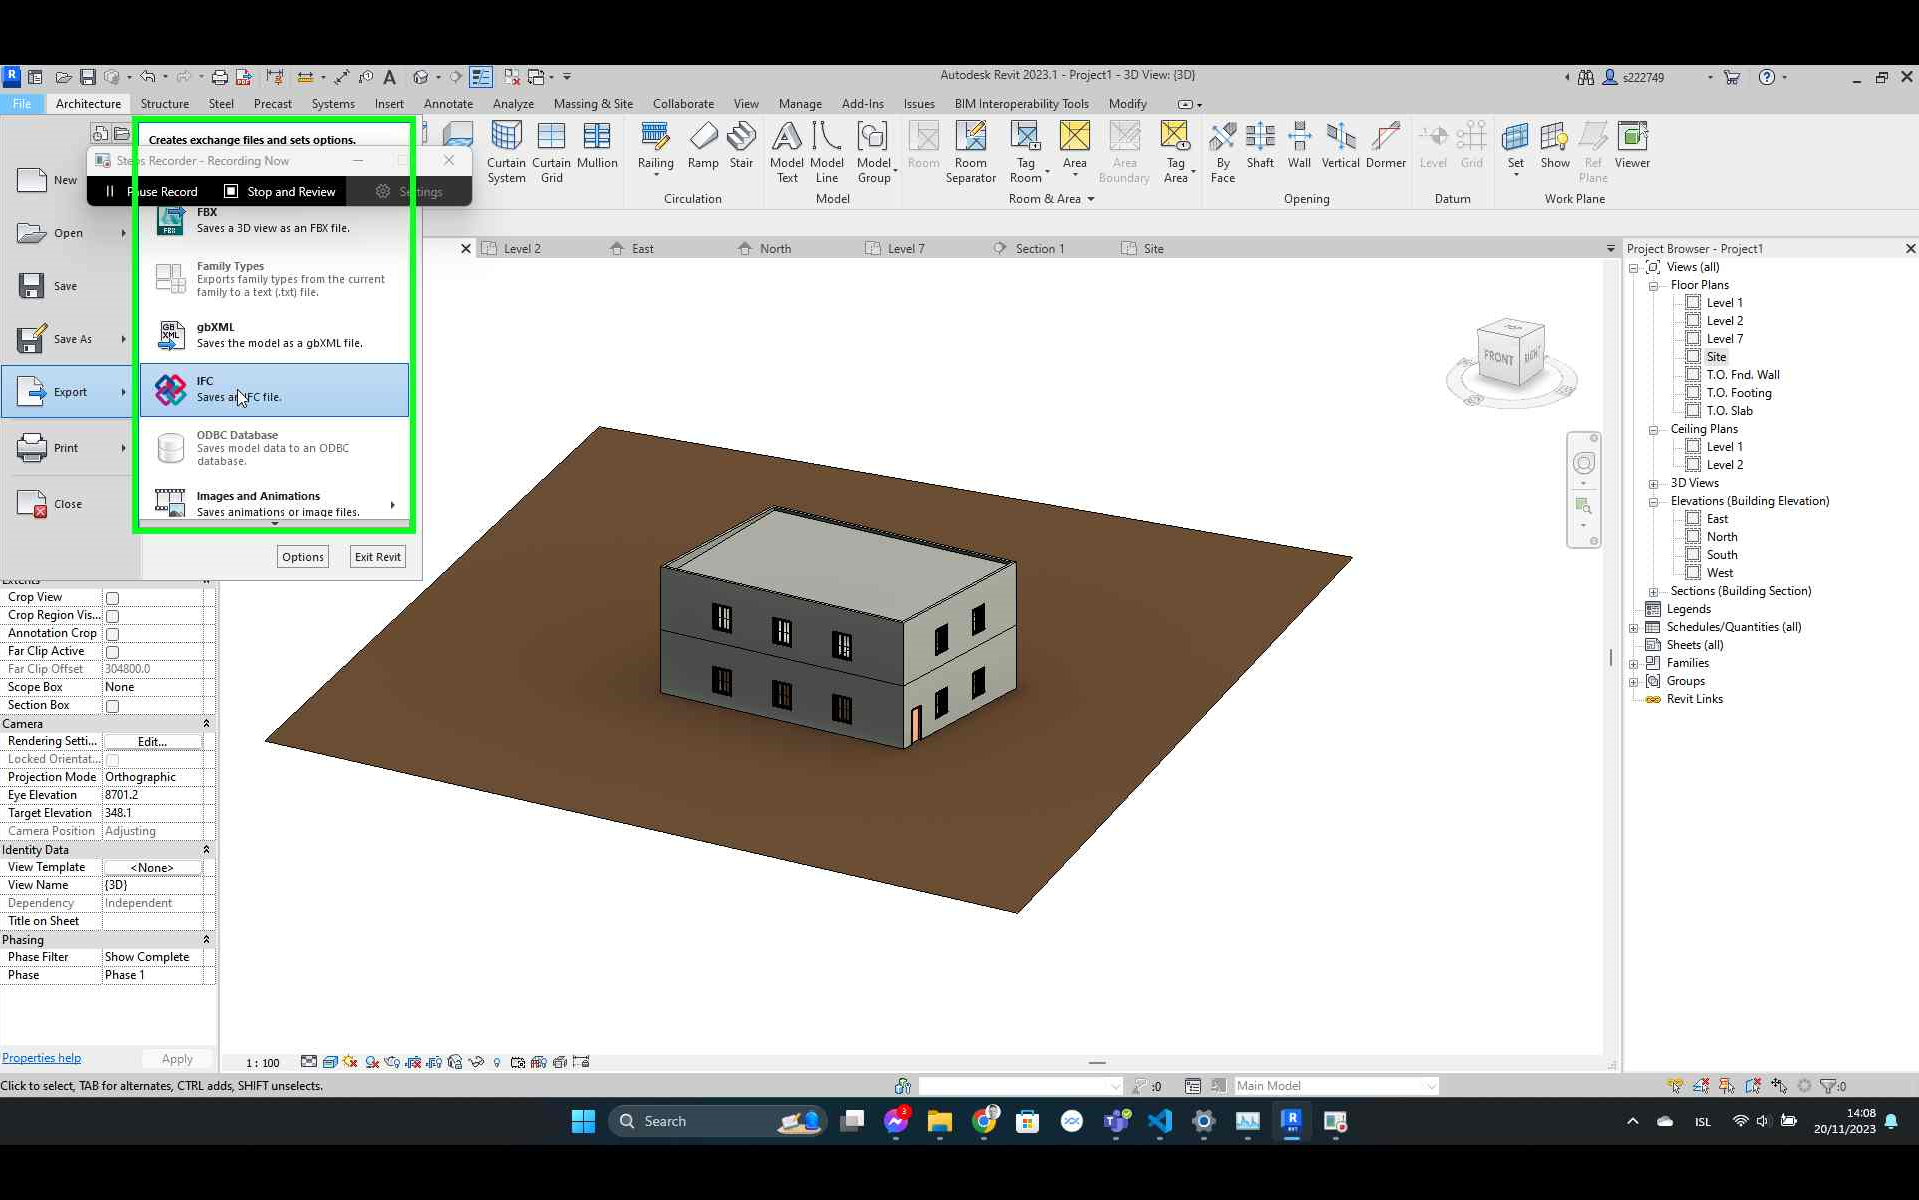 Autodesk Revit 2023.1 - Project1 - 3D View: {3D}
s222749
File Architecture Structure Steel Precast Systems Insert Annotate Analyze Massing & Site Collaborate View Manage Add-Ins Issues BIM Interoperability Tools Modify
Creates exchange files and sets options.
Steps Recorder - Recording Now
Pause Record Stop and Review Settings
New
Open
Save
Save As
Export
Print
Close
FBX
Saves a 3D view as an FBX file.
Family Types
Exports family types from the current
family to a text (.txt) file.
GB XML
gbXML
Saves the model as a gbXML file.
IFC
Saves an IFC file.
ODBC Database
Saves model data to an ODBC
database.
Images and Animations
Saves animations or image files.
Options Exit Revit
Curtain System
Curtain Grid
Mullion
Railing
Ramp
Stair
Circulation
Model Text
Model Line
Model Group
Model
Room
Room Separator
Tag Room
Area
Area Boundary
Tag Area
Room & Area
By Face
Shaft
Wall
Vertical
Dormer
Opening
Level
Grid
Datum
Set
Show
Ref Plane
Viewer
Work Plane
Level 2
East
North
Level 7
Section 1
Site
TOP
FRONT
RIGHT
Extents
Crop View
Crop Region Vis...
Annotation Crop
Far Clip Active
Far Clip Offset 304800.0
Scope Box None
Section Box
Camera
Rendering Setti... Edit...
Locked Orientat...
Projection Mode Orthographic
Eye Elevation 8701.2
Target Elevation 348.1
Camera Position Adjusting
Identity Data
View Template <None>
View Name {3D}
Dependency Independent
Title on Sheet
Phasing
Phase Filter Show Complete
Phase Phase 1
Properties help Apply
Project Browser - Project1
Views (all)
Floor Plans
Level 1
Level 2
Level 7
Site
T.O. Fnd. Wall
T.O. Footing
T.O. Slab
Ceiling Plans
Level 1
Level 2
3D Views
Elevations (Building Elevation)
East
North
South
West
Sections (Building Section)
Legends
Schedules/Quantities (all)
Sheets (all)
Families
Groups
Revit Links
1 : 100
Click to select, TAB for alternates, CTRL adds, SHIFT unselects.
:0
Main Model
:0
Search
3
ISL
14:08
20/11/2023